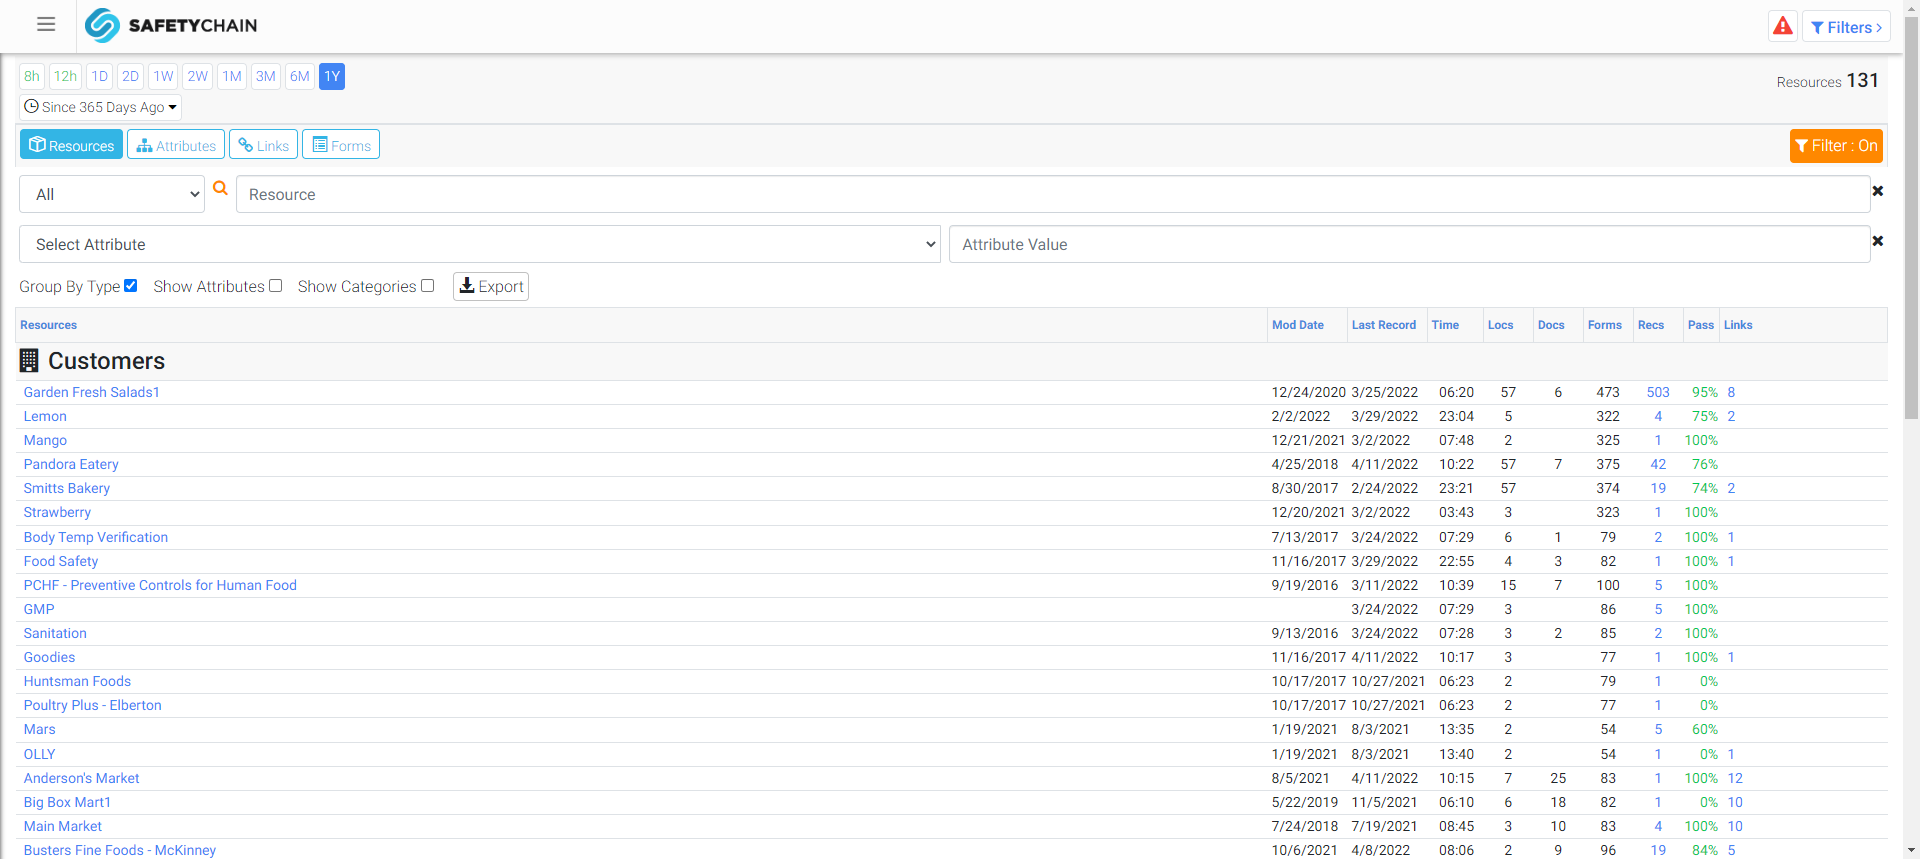 SAFETYCHAIN
Filters
8h 12h 1D 2D 1W 2W 1M 3M 6M 1Y
Resources 131
Since 365 Days Ago
Resources Attributes Links Forms
Filter : On
All Resource
Select Attribute Attribute Value
Group By Type Show Attributes Show Categories Export
Resources Mod Date Last Record Time Locs Docs Forms Recs Pass Links
Customers
Garden Fresh Salads1 12/24/2020 3/25/2022 06:20 57 6 473 503 95% 8
Lemon 2/2/2022 3/29/2022 23:04 5 322 4 75% 2
Mango 12/21/2021 3/2/2022 07:48 2 325 1 100%
Pandora Eatery 4/25/2018 4/11/2022 10:22 57 7 375 42 76%
Smitts Bakery 8/30/2017 2/24/2022 23:21 57 374 19 74% 2
Strawberry 12/20/2021 3/2/2022 03:43 3 323 1 100%
Body Temp Verification 7/13/2017 3/24/2022 07:29 6 1 79 2 100% 1
Food Safety 11/16/2017 3/29/2022 22:55 4 3 82 1 100% 1
PCHF - Preventive Controls for Human Food 9/19/2016 3/11/2022 10:39 15 7 100 5 100%
GMP 3/24/2022 07:29 3 86 5 100%
Sanitation 9/13/2016 3/24/2022 07:28 3 2 85 2 100%
Goodies 11/16/2017 4/11/2022 10:17 3 77 1 100% 1
Huntsman Foods 10/17/2017 10/27/2021 06:23 2 79 1 0%
Poultry Plus - Elberton 10/17/2017 10/27/2021 06:23 2 77 1 0%
Mars 1/19/2021 8/3/2021 13:35 2 54 5 60%
OLLY 1/19/2021 8/3/2021 13:40 2 54 1 0% 1
Anderson's Market 8/5/2021 4/11/2022 10:15 7 25 83 1 100% 12
Big Box Mart1 5/22/2019 11/5/2021 06:10 6 18 82 1 0% 10
Main Market 7/24/2018 7/19/2021 08:45 3 10 83 4 100% 10
Busters Fine Foods - McKinney 10/6/2021 4/8/2022 08:06 2 9 96 19 84% 5